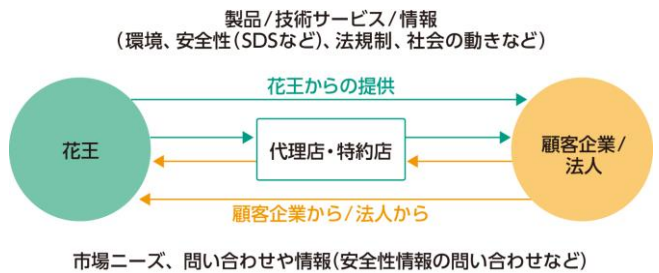 製品/技術サービス/情報
（環境、安全性（SDSなど）、法規制、社会の動きなど）
花王からの提供
花王
代理店・特約店
顧客企業/
法人
顧客企業から/法人から
市場ニーズ、問い合わせや情報（安全性情報の問い合わせなど）